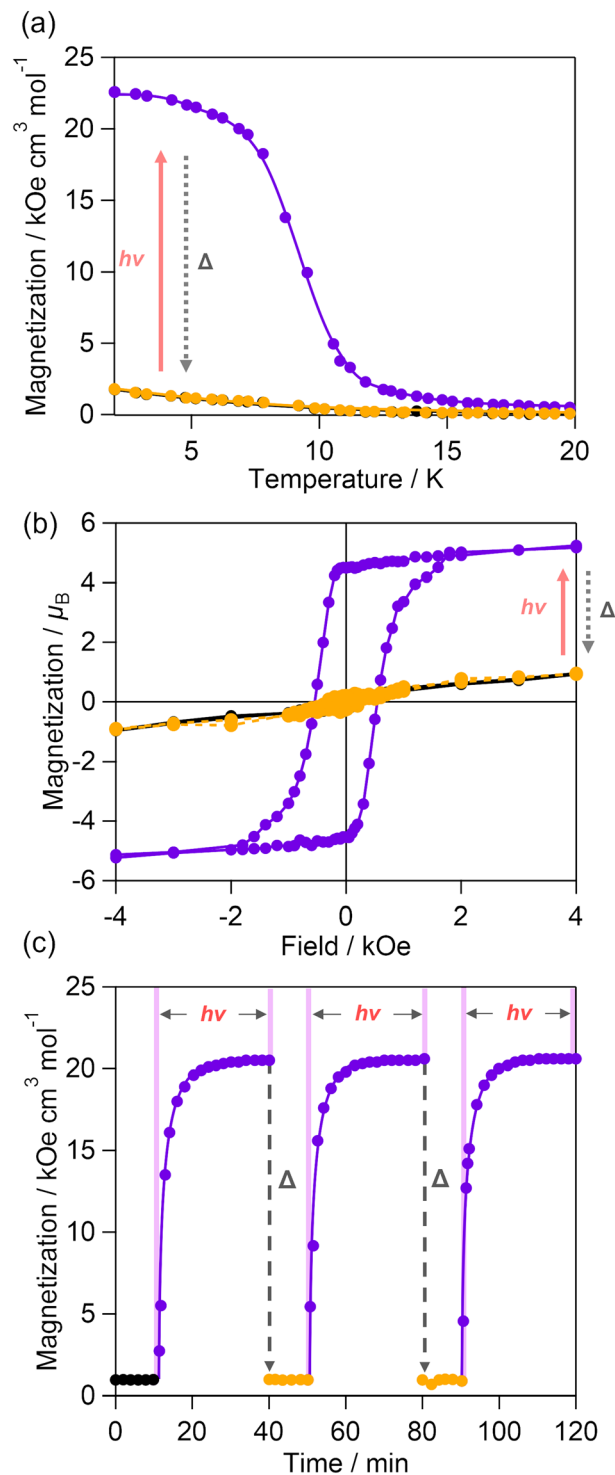 (a)
25
20
15
10
5
0
Magnetization / kOe cm³ mol⁻¹
hν
Δ
5 10 15 20
Temperature / K
(b)
6
4
2
0
-2
-4
-6
Magnetization / μB
hν
Δ
-4 -2 0 2 4
Field / kOe
(c)
25
20
15
10
5
0
Magnetization / kOe cm³ mol⁻¹
hν hν hν
Δ Δ
0 20 40 60 80 100 120
Time / min